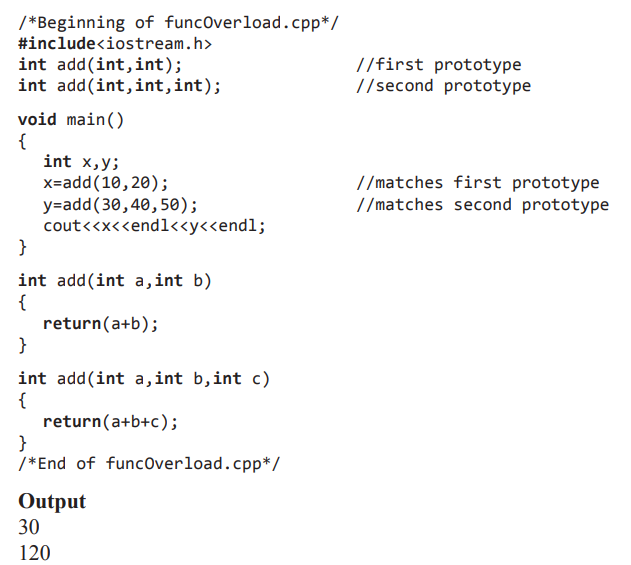 /*Beginning of funcOverload.cpp*/
#include<iostream.h>
int add(int,int); //first prototype
int add(int,int,int); //second prototype
void main()
{
int x,y;
x=add(10,20); //matches first prototype
y=add(30,40,50); //matches second prototype
cout<<x<<endl<<y<<endl;
}
int add(int a,int b)
{
return(a+b);
}
int add(int a,int b,int c)
{
return(a+b+c);
}
/*End of funcOverload.cpp*/
Output
30
120